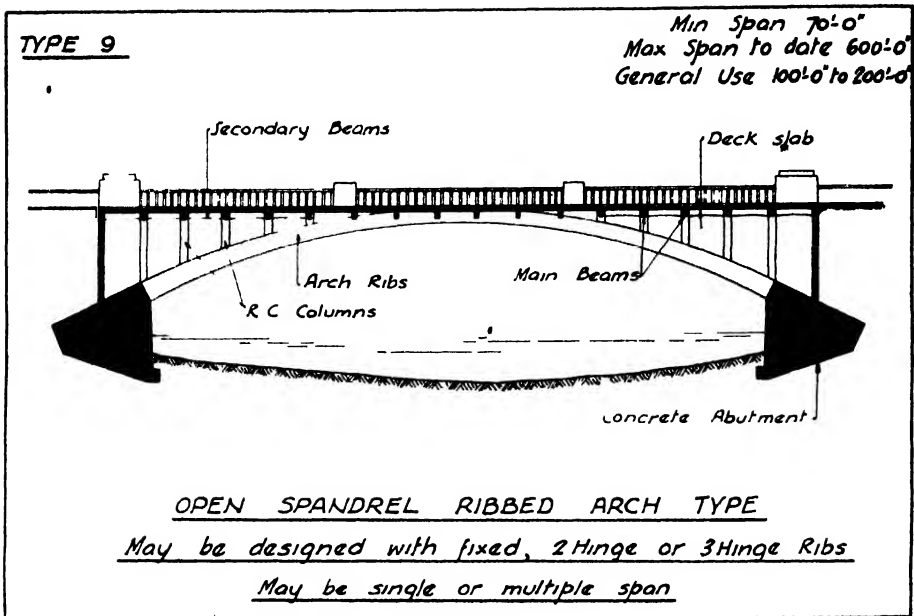 TYPE 9
Min Span 70'-0"
Max Span to date 600'-0"
General Use 100'-0" to 200'-0"
Secondary Beams
Deck slab
Arch Ribs
Main Beams
R C Columns
Concrete Abutment
OPEN SPANDREL RIBBED ARCH TYPE
May be designed with fixed, 2 Hinge or 3 Hinge Ribs
May be single or multiple span